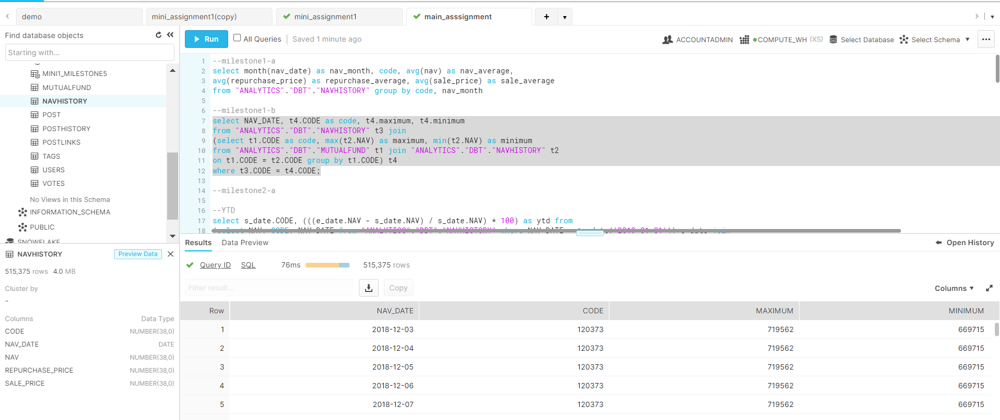 demo
mini_assignment1(copy)
mini_assignment1
main_asssignment
+
Find database objects
Starting with...
MINI1_MILESTONE5
MUTUALFUND
NAVHISTORY
POST
POSTHISTORY
POSTLINKS
TAGS
USERS
VOTES
No Views in this Schema
INFORMATION_SCHEMA
PUBLIC
SNOWFLAKE
NAVHISTORY
Preview Data
515,375 rows 4.0 MB
Cluster by
-
Columns Data Type
CODE NUMBER(38,0)
NAV_DATE DATE
NAV NUMBER(38,0)
REPURCHASE_PRICE NUMBER(38,0)
SALE_PRICE NUMBER(38,0)
Run
All Queries
Saved 1 minute ago
ACCOUNTADMIN
COMPUTE_WH (XS)
Select Database
Select Schema
1 --milestone1-a
2 select month(nav_date) as nav_month, code, avg(nav) as nav_average,
3 avg(repurchase_price) as repurchase_average, avg(sale_price) as sale_average
4 from "ANALYTICS"."DBT"."NAVHISTORY" group by code, nav_month
5
6 --milestone1-b
7 select NAV_DATE, t4.CODE as code, t4.maximum, t4.minimum
8 from "ANALYTICS"."DBT"."NAVHISTORY" t3 join
9 (select t1.CODE as code, max(t2.NAV) as maximum, min(t2.NAV) as minimum
10 from "ANALYTICS"."DBT"."MUTUALFUND" t1 join "ANALYTICS"."DBT"."NAVHISTORY" t2
11 on t1.CODE = t2.CODE group by t1.CODE) t4
12 where t3.CODE = t4.CODE;
13
14 --milestone2-a
15
16 --YTD
17 select s_date.CODE, (((e_date.NAV - s_date.NAV) / s_date.NAV) * 100) as ytd from
18
Results
Data Preview
Open History
Query ID
SQL
76ms
515,375 rows
Filter result...
Copy
Columns
Row NAV_DATE CODE MAXIMUM MINIMUM
1 2018-12-03 120373 719562 669715
2 2018-12-04 120373 719562 669715
3 2018-12-05 120373 719562 669715
4 2018-12-06 120373 719562 669715
5 2018-12-07 120373 719562 669715